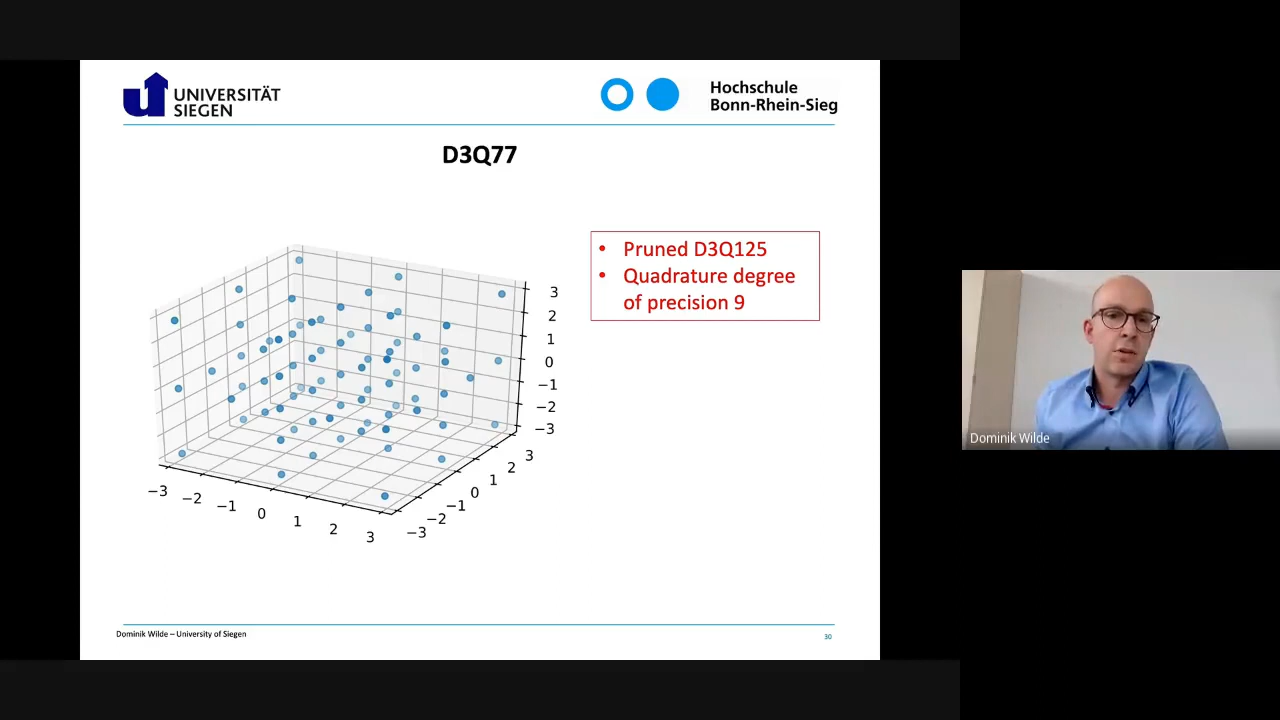 UNIVERSITÄT
SIEGEN
Hochschule
Bonn-Rhein-Sieg
D3Q77
• Pruned D3Q125
• Quadrature degree
of precision 9
3
2
1
0
−1
−2
−3
−3
−2
−1
0
1
2
3
−3
−2
−1
0
1
2
3
Dominik Wilde
Dominik Wilde – University of Siegen
30